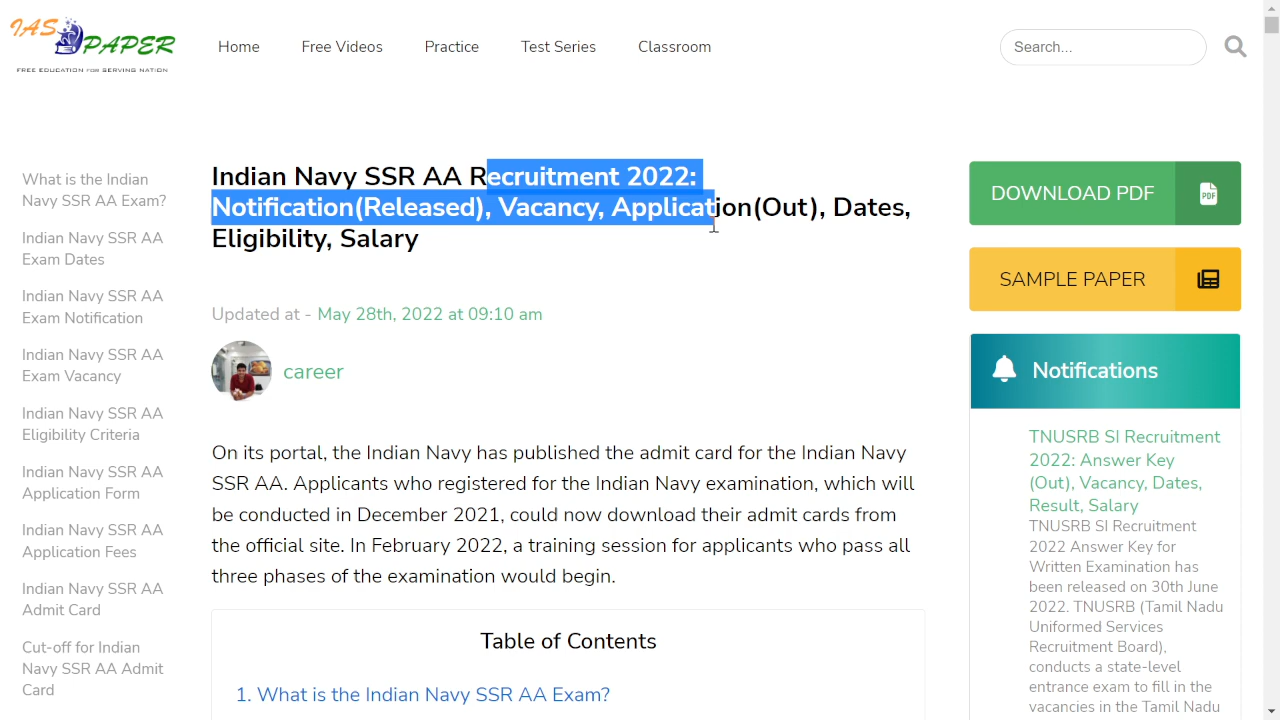 IAS PAPER
FREE EDUCATION FOR SERVING NATION
Home
Free Videos
Practice
Test Series
Classroom
Search...
What is the Indian
Navy SSR AA Exam?
Indian Navy SSR AA
Exam Dates
Indian Navy SSR AA
Exam Notification
Indian Navy SSR AA
Exam Vacancy
Indian Navy SSR AA
Eligibility Criteria
Indian Navy SSR AA
Application Form
Indian Navy SSR AA
Application Fees
Indian Navy SSR AA
Admit Card
Cut-off for Indian
Navy SSR AA Admit
Card
Indian Navy SSR AA Recruitment 2022:
Notification(Released), Vacancy, Application(Out), Dates,
Eligibility, Salary
Updated at - May 28th, 2022 at 09:10 am
career
On its portal, the Indian Navy has published the admit card for the Indian Navy
SSR AA. Applicants who registered for the Indian Navy examination, which will
be conducted in December 2021, could now download their admit cards from
the official site. In February 2022, a training session for applicants who pass all
three phases of the examination would begin.
Table of Contents
1. What is the Indian Navy SSR AA Exam?
DOWNLOAD PDF
PDF
SAMPLE PAPER
Notifications
TNUSRB SI Recruitment
2022: Answer Key
(Out), Vacancy, Dates,
Result, Salary
TNUSRB SI Recruitment
2022 Answer Key for
Written Examination has
been released on 30th June
2022. TNUSRB (Tamil Nadu
Uniformed Services
Recruitment Board),
conducts a state-level
entrance exam to fill in the
vacancies in the Tamil Nadu